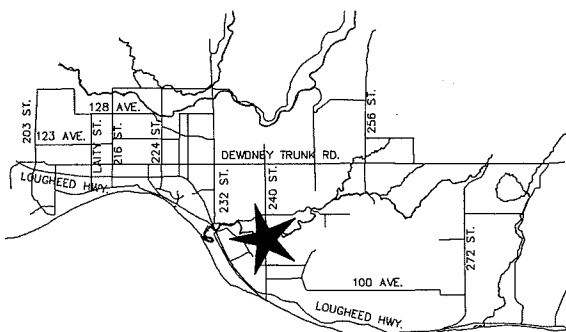 128 AVE.
203 ST.
123 AVE.
LAITY ST.
216 ST.
224 ST.
256 ST.
DEWDNEY TRUNK RD.
LOUGHEED HWY.
232 ST.
240 ST.
272 ST.
100 AVE.
LOUGHEED HWY.